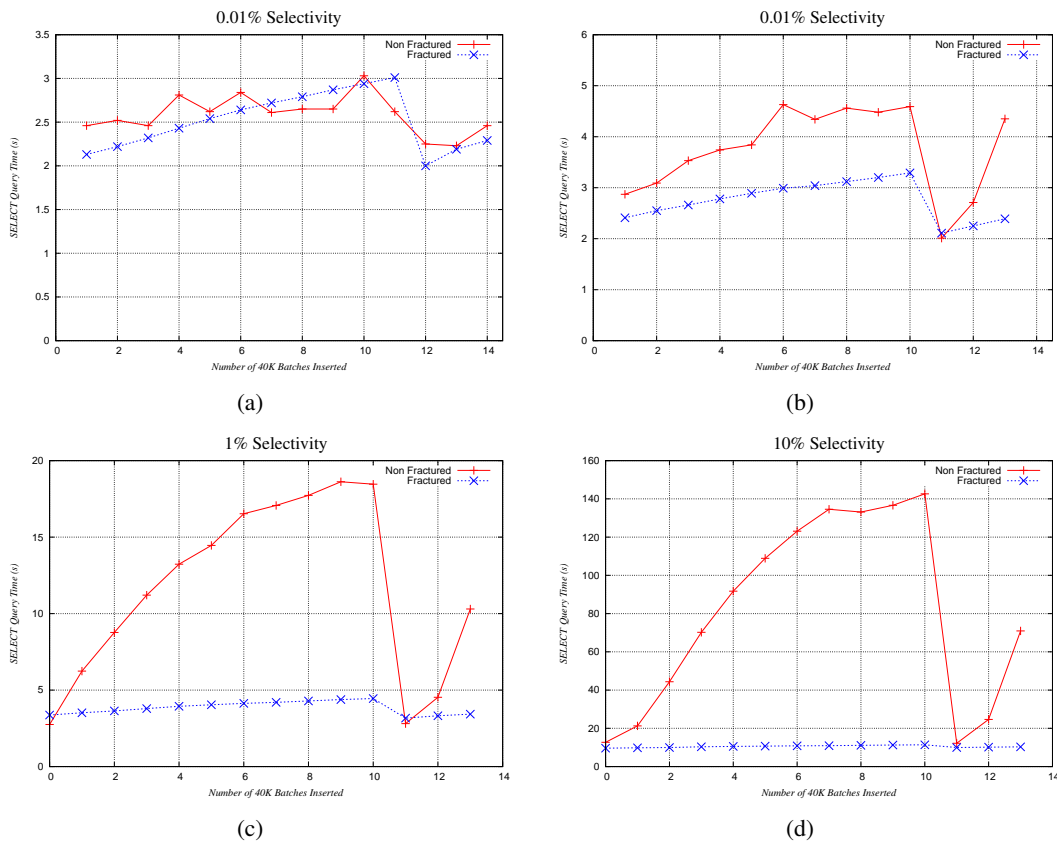 0.01% Selectivity
3.5
3
2.5
2
1.5
1
0.5
0
SELECT Query Time (s)
Non Fractured
Fractured
0 2 4 6 8 10 12 14
Number of 40K Batches Inserted
(a)
0.01% Selectivity
6
5
4
3
2
1
0
SELECT Query Time (s)
Non Fractured
Fractured
0 2 4 6 8 10 12 14
Number of 40K Batches Inserted
(b)
1% Selectivity
20
15
10
5
0
SELECT Query Time (s)
Non Fractured
Fractured
0 2 4 6 8 10 12 14
Number of 40K Batches Inserted
(c)
10% Selectivity
160
140
120
100
80
60
40
20
0
SELECT Query Time (s)
Non Fractured
Fractured
0 2 4 6 8 10 12 14
Number of 40K Batches Inserted
(d)